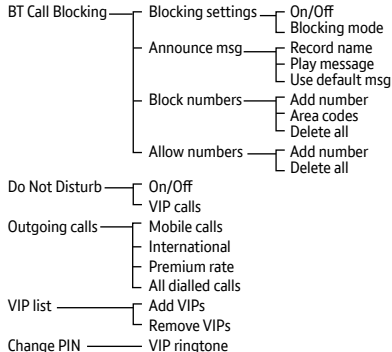 BT Call Blocking Blocking settings On/Off
Blocking mode
Announce msg Record name
Play message
Use default msg
Block numbers Add number
Area codes
Delete all
Allow numbers Add number
Delete all
Do Not Disturb On/Off
VIP calls
Outgoing calls Mobile calls
International
Premium rate
All dialled calls
VIP list Add VIPs
Remove VIPs
Change PIN VIP ringtone